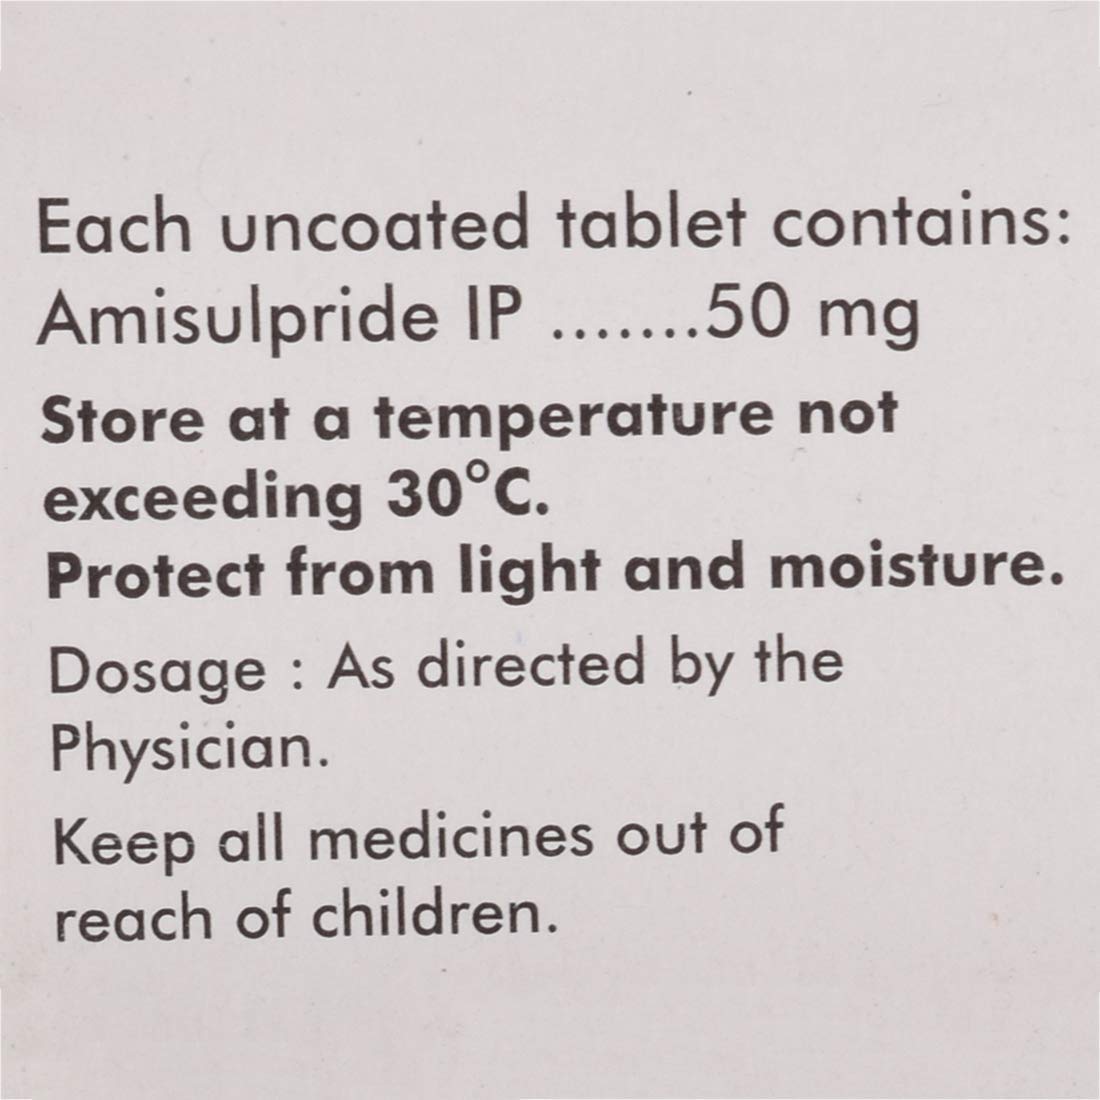 Each uncoated tablet contains:
Amisulpride IP .......50 mg
Store at a temperature not
exceeding 30°C.
Protect from light and moisture.
Dosage : As directed by the
Physician.
Keep all medicines out of
reach of children.